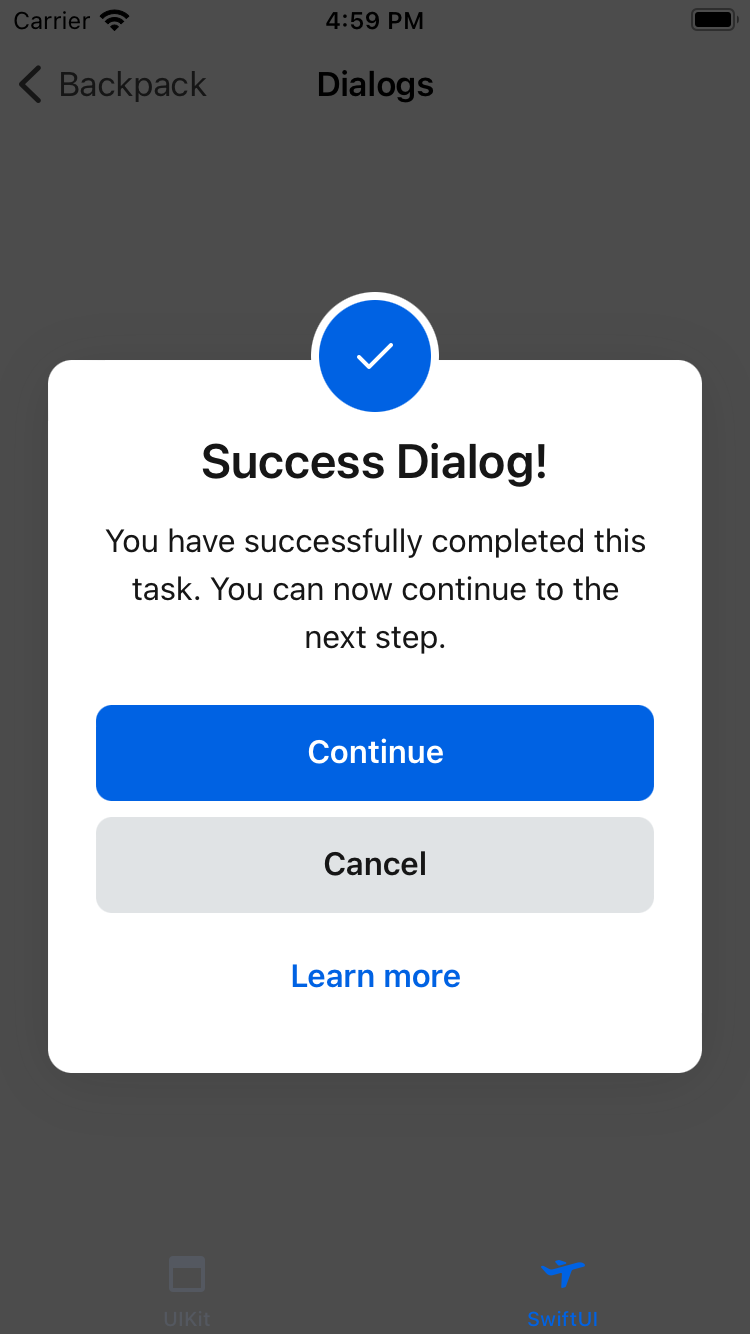 Carrier 4:59 PM
Backpack Dialogs
Success Dialog!
You have successfully completed this
task. You can now continue to the
next step.
Continue
Cancel
Learn more
UIKit SwiftUI